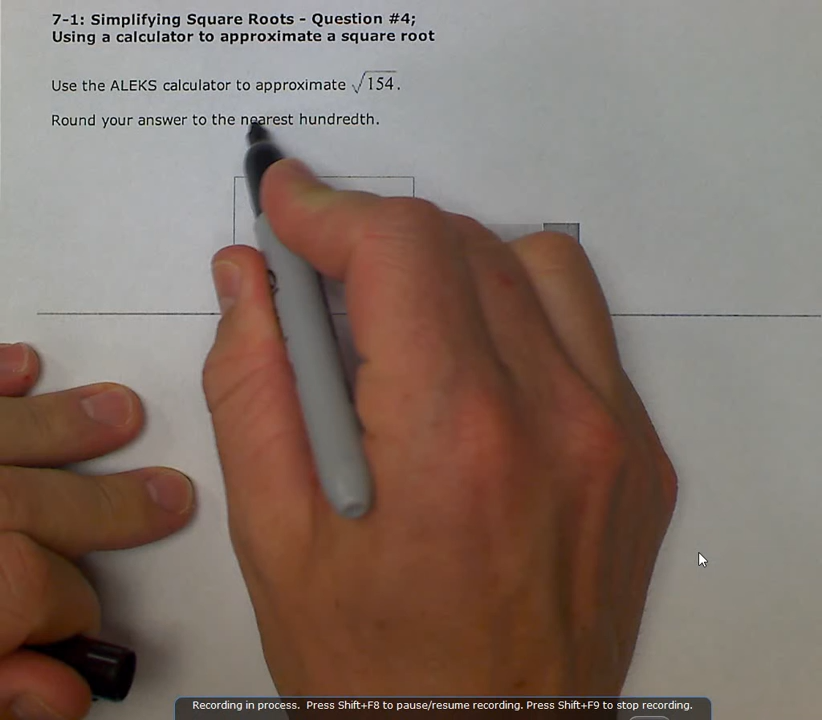 7-1: Simplifying Square Roots - Question #4;
Using a calculator to approximate a square root
Use the ALEKS calculator to approximate √154.
Round your answer to the nearest hundredth.
Recording in process. Press Shift+F8 to pause/resume recording. Press Shift+F9 to stop recording.